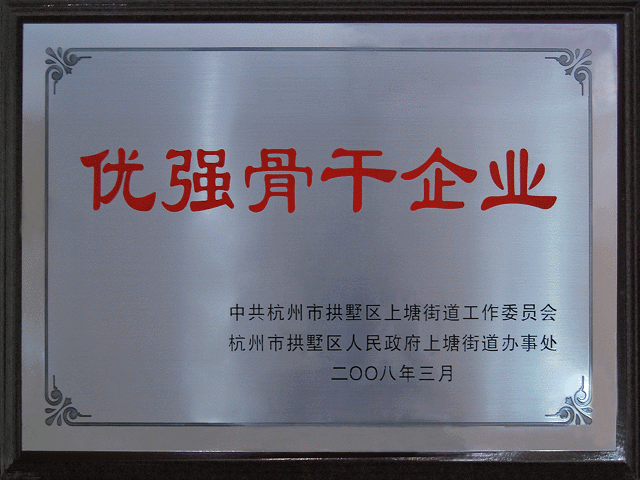 优强骨干企业
中共杭州市拱墅区上塘街道工作委员会
杭州市拱墅区人民政府上塘街道办事处
二〇〇八年三月